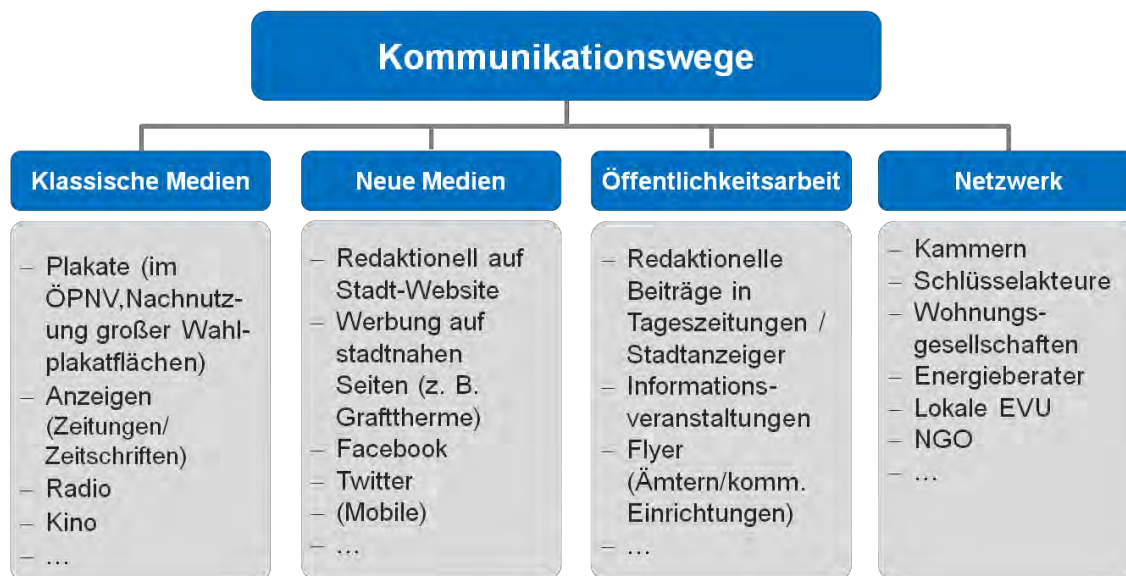 Kommunikationswege
Klassische Medien
– Plakate (im
ÖPNV,Nachnutz-
ung großer Wahl-
plakatflächen)
– Anzeigen
(Zeitungen/
Zeitschriften)
– Radio
– Kino
– ...
Neue Medien
– Redaktionell auf
Stadt-Website
– Werbung auf
stadtnahen
Seiten (z. B.
Grafttherme)
– Facebook
– Twitter
– (Mobile)
– ...
Öffentlichkeitsarbeit
– Redaktionelle
Beiträge in
Tageszeitungen /
Stadtanzeiger
– Informations-
veranstaltungen
– Flyer
(Ämtern/komm.
Einrichtungen)
– ...
Netzwerk
– Kammern
– Schlüsselakteure
– Wohnungs-
gesellschaften
– Energieberater
– Lokale EVU
– NGO
– ...